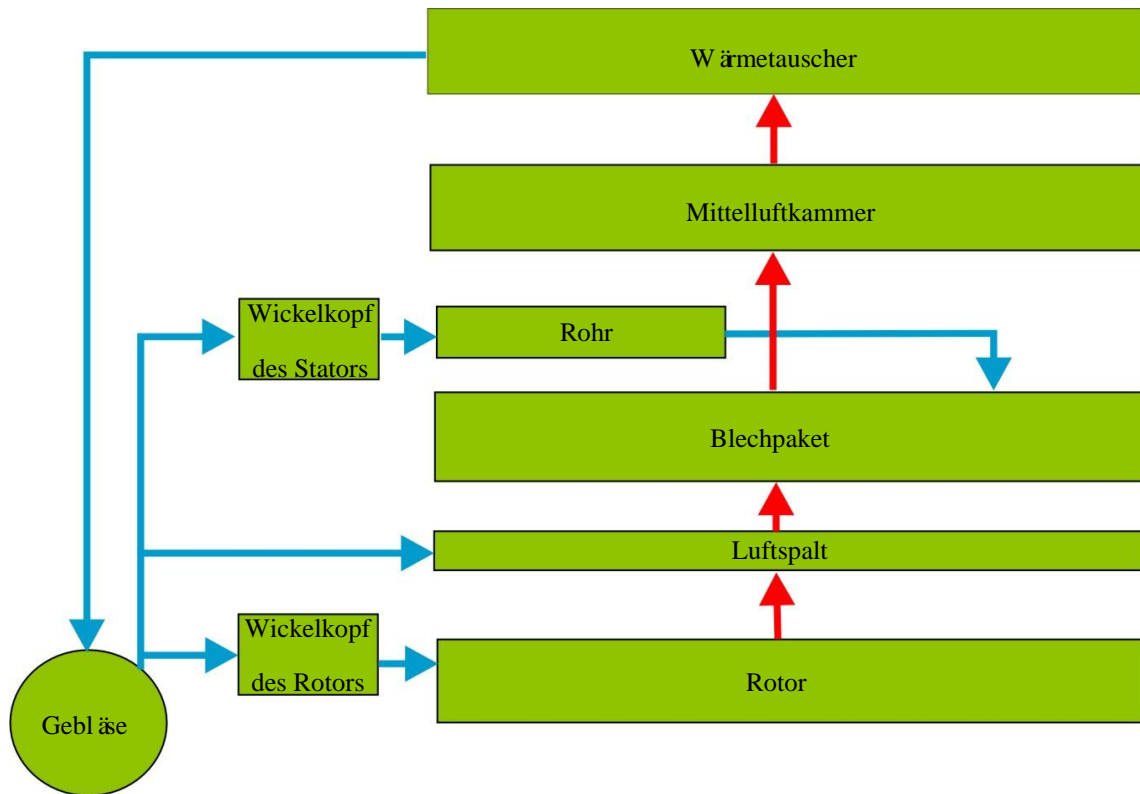 Wärmetauscher
Mittelluftkammer
Wickelkopf
des Stators
Rohr
Blechpaket
Luftspalt
Wickelkopf
des Rotors
Rotor
Gebläse